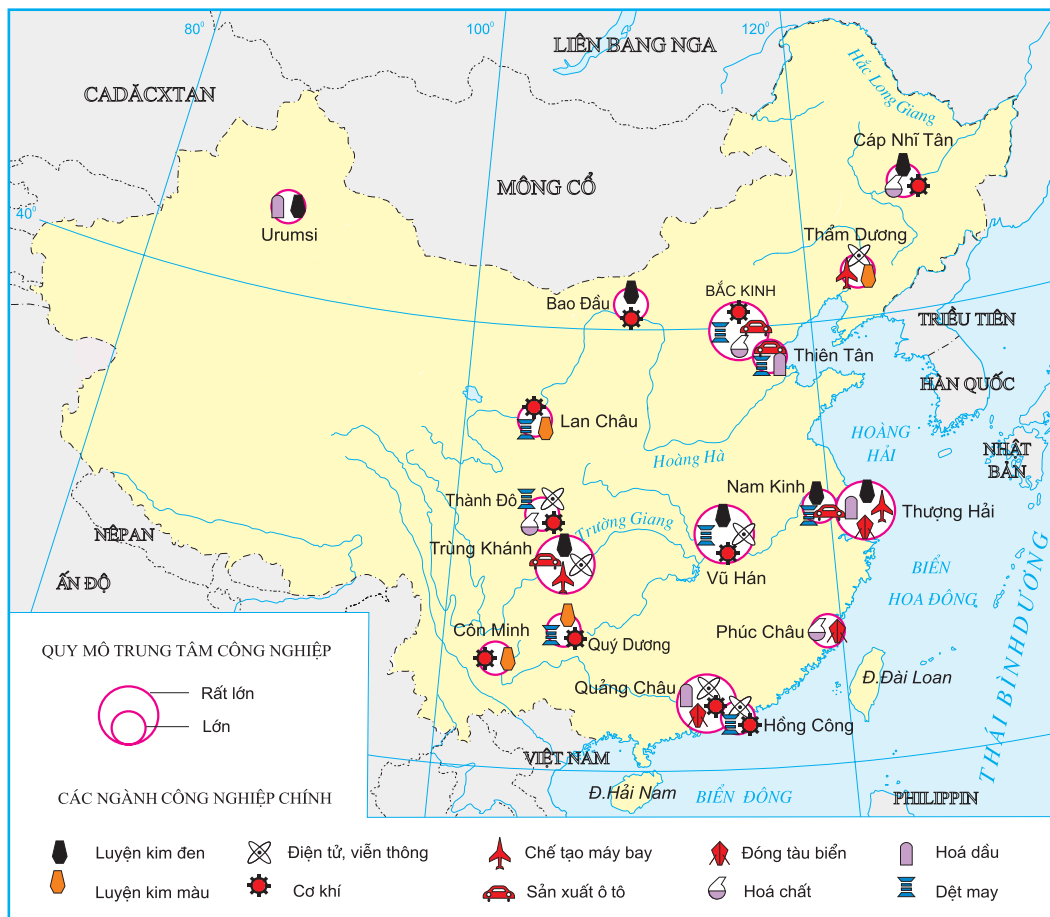 80⁰
100⁰
120⁰
LIÊN BANG NGA
CADĂCXTAN
Hắc Long Giang
Cáp Nhĩ Tân
MÔNG CỔ
40⁰
Urumsi
Thẩm Dương
Bao Đầu
BẮC KINH
TRIỀU TIÊN
Thiên Tân
HÀN QUỐC
Lan Châu
HOÀNG
HẢI
NHẬT
BẢN
Hoàng Hà
Nam Kinh
Thành Đô
Thượng Hải
Trường Giang
NÊPAN
Trùng Khánh
Vũ Hán
BIỂN
HOA ĐÔNG
ẤN ĐỘ
Côn Minh
Quý Dương
Phúc Châu
Quảng Châu
Đ.Đài Loan
THÁI BÌNH DƯƠNG
Hồng Công
VIỆT NAM
Đ.Hải Nam
BIỂN ĐÔNG
PHILIPPIN
QUY MÔ TRUNG TÂM CÔNG NGHIỆP
Rất lớn
Lớn
CÁC NGÀNH CÔNG NGHIỆP CHÍNH
Luyện kim đen
Điện tử, viễn thông
Chế tạo máy bay
Đóng tàu biển
Hoá dầu
Luyện kim màu
Cơ khí
Sản xuất ô tô
Hoá chất
Dệt may